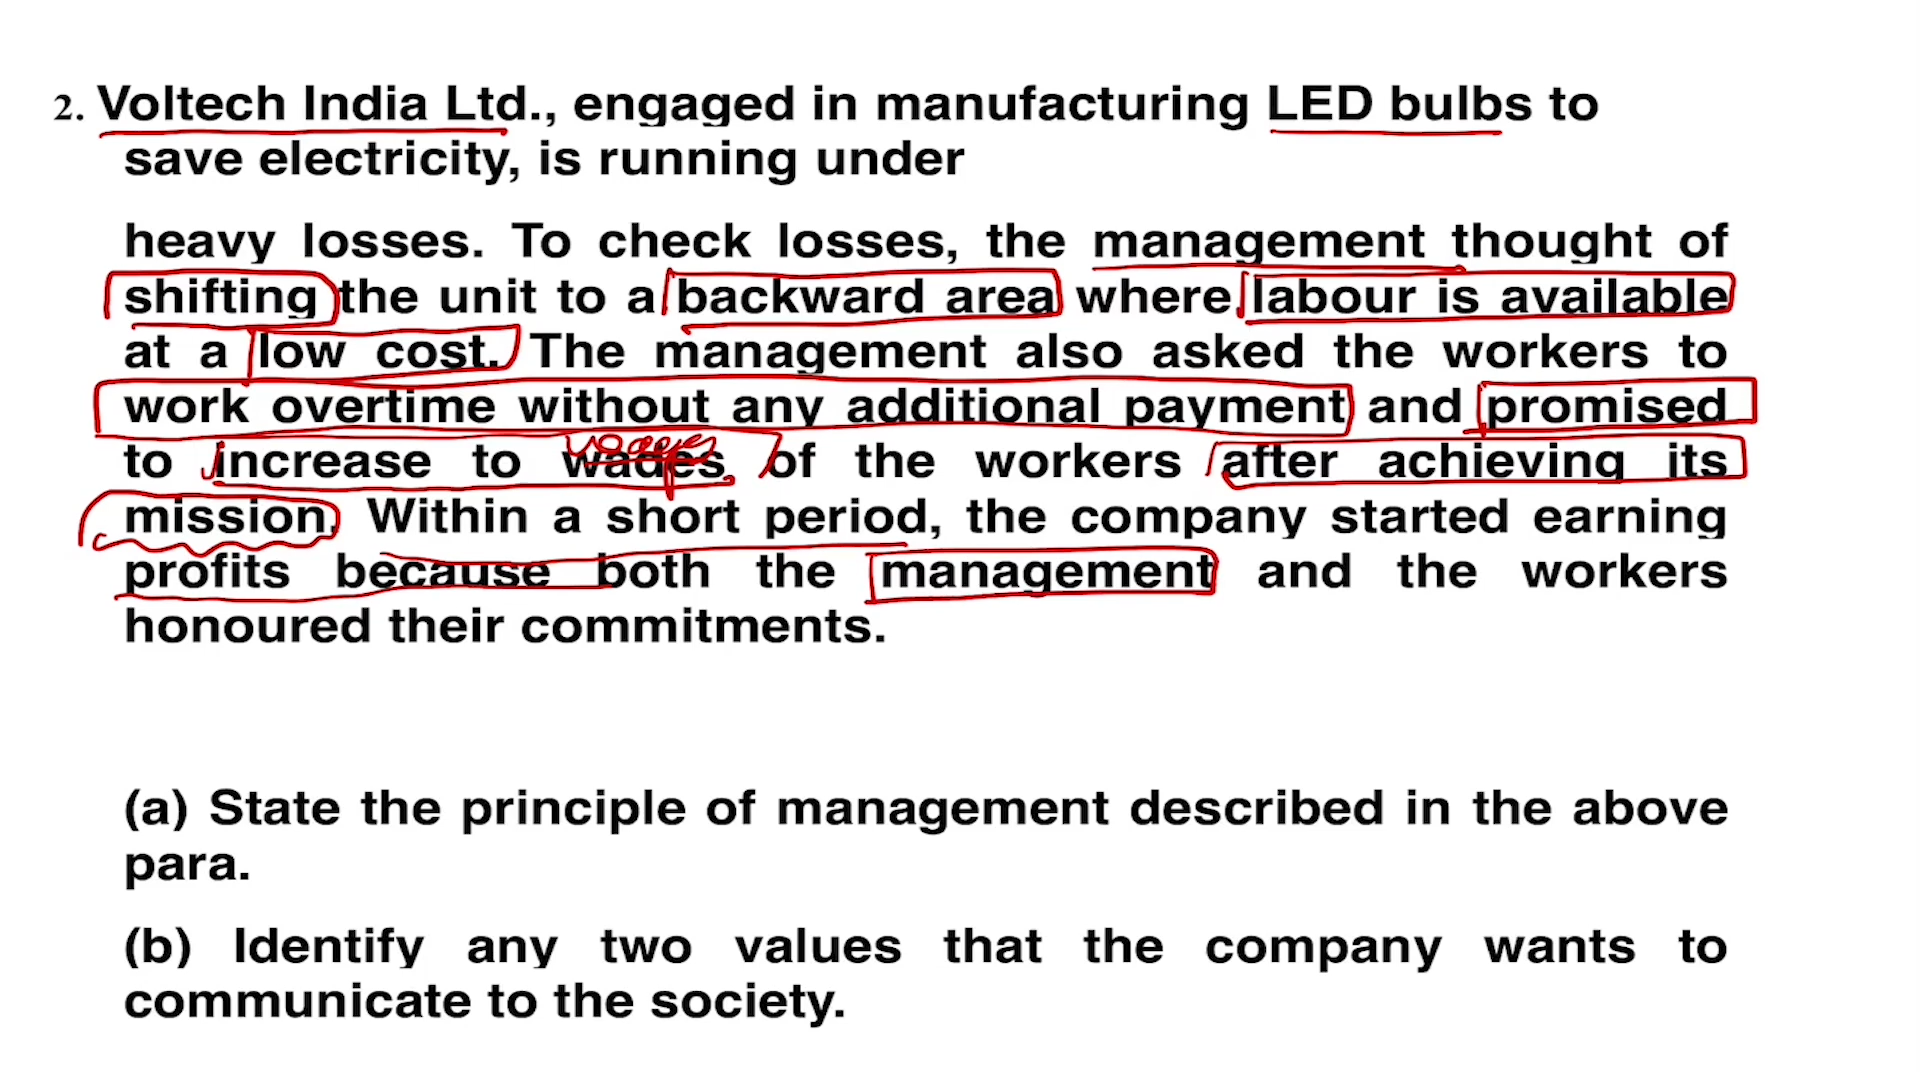 2. Voltech India Ltd., engaged in manufacturing LED bulbs to
save electricity, is running under
heavy losses. To check losses, the management thought of
shifting the unit to a backward area where labour is available
at a low cost. The management also asked the workers to
work overtime without any additional payment and promised
wages
to increase to wades of the workers after achieving its
mission. Within a short period, the company started earning
profits because both the management and the workers
honoured their commitments.
(a) State the principle of management described in the above
para.
(b) Identify any two values that the company wants to
communicate to the society.